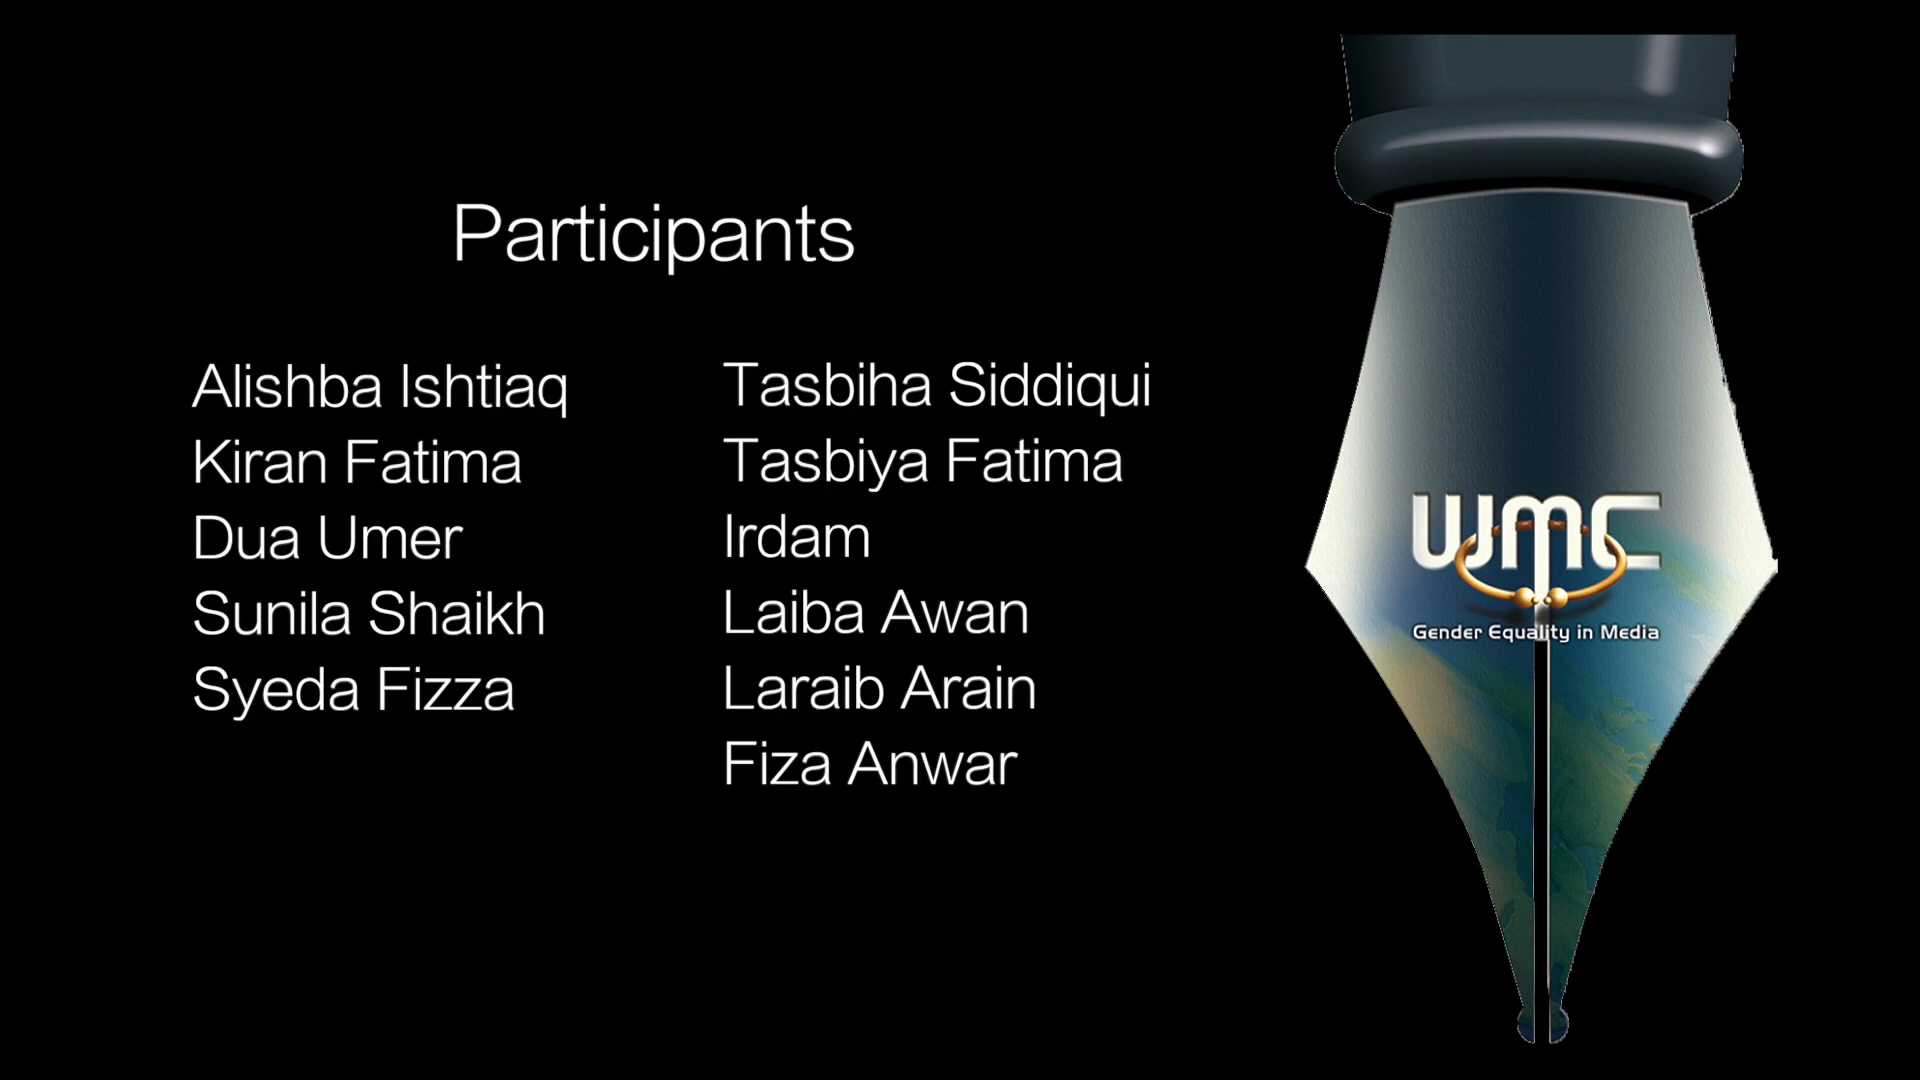 Participants
Alishba Ishtiaq
Kiran Fatima
Dua Umer
Sunila Shaikh
Syeda Fizza
Tasbiha Siddiqui
Tasbiya Fatima
Irdam
Laiba Awan
Laraib Arain
Fiza Anwar
WMC
Gender Equality in Media